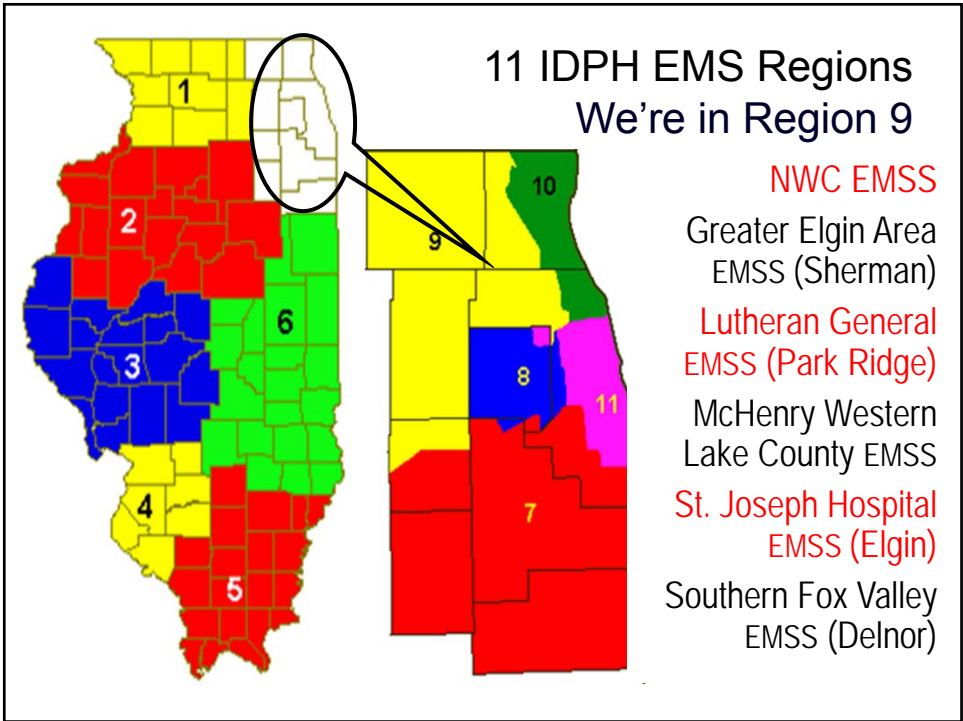 11 IDPH EMS Regions
We're in Region 9
NWC EMSS
Greater Elgin Area
EMSS (Sherman)
Lutheran General
EMSS (Park Ridge)
McHenry Western
Lake County EMSS
St. Joseph Hospital
EMSS (Elgin)
Southern Fox Valley
EMSS (Delnor)
1
2
3
4
5
6
9
10
8
11
7